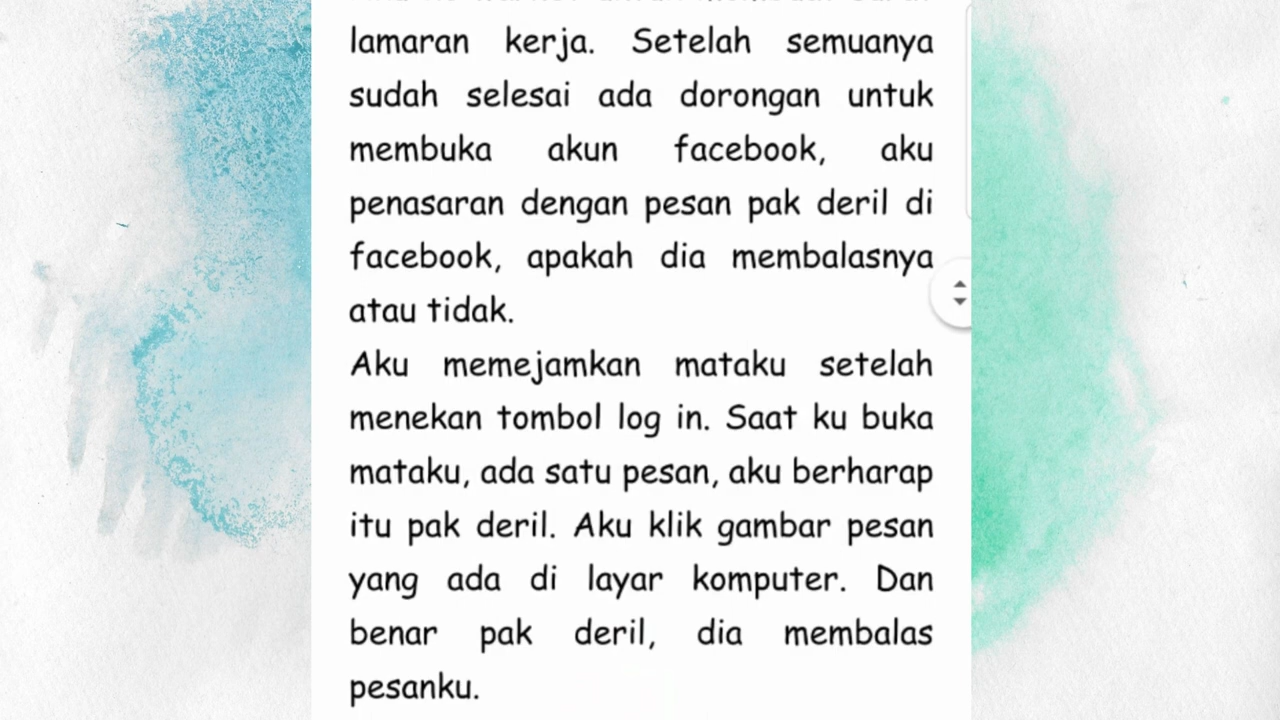 lamaran kerja. Setelah semuanya
sudah selesai ada dorongan untuk
membuka akun facebook, aku
penasaran dengan pesan pak deril di
facebook, apakah dia membalasnya
atau tidak.
Aku memejamkan mataku setelah
menekan tombol log in. Saat ku buka
mataku, ada satu pesan, aku berharap
itu pak deril. Aku klik gambar pesan
yang ada di layar komputer. Dan
benar pak deril, dia membalas
pesanku.